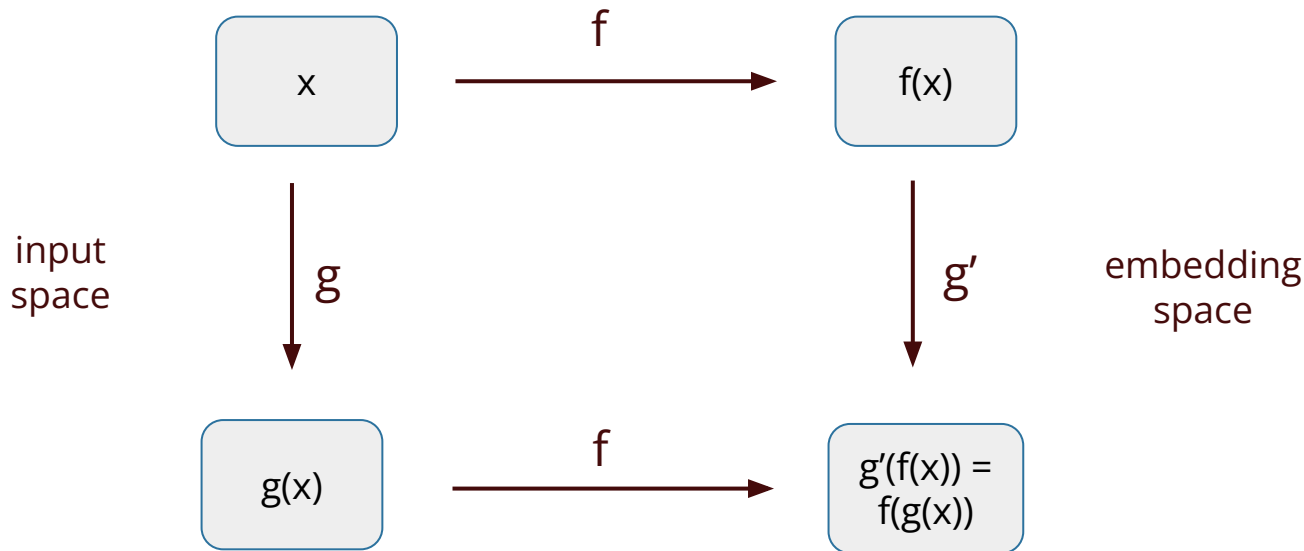 f
x
f(x)
input
space
g
g’
embedding
space
f
g(x)
g’(f(x)) =
f(g(x))